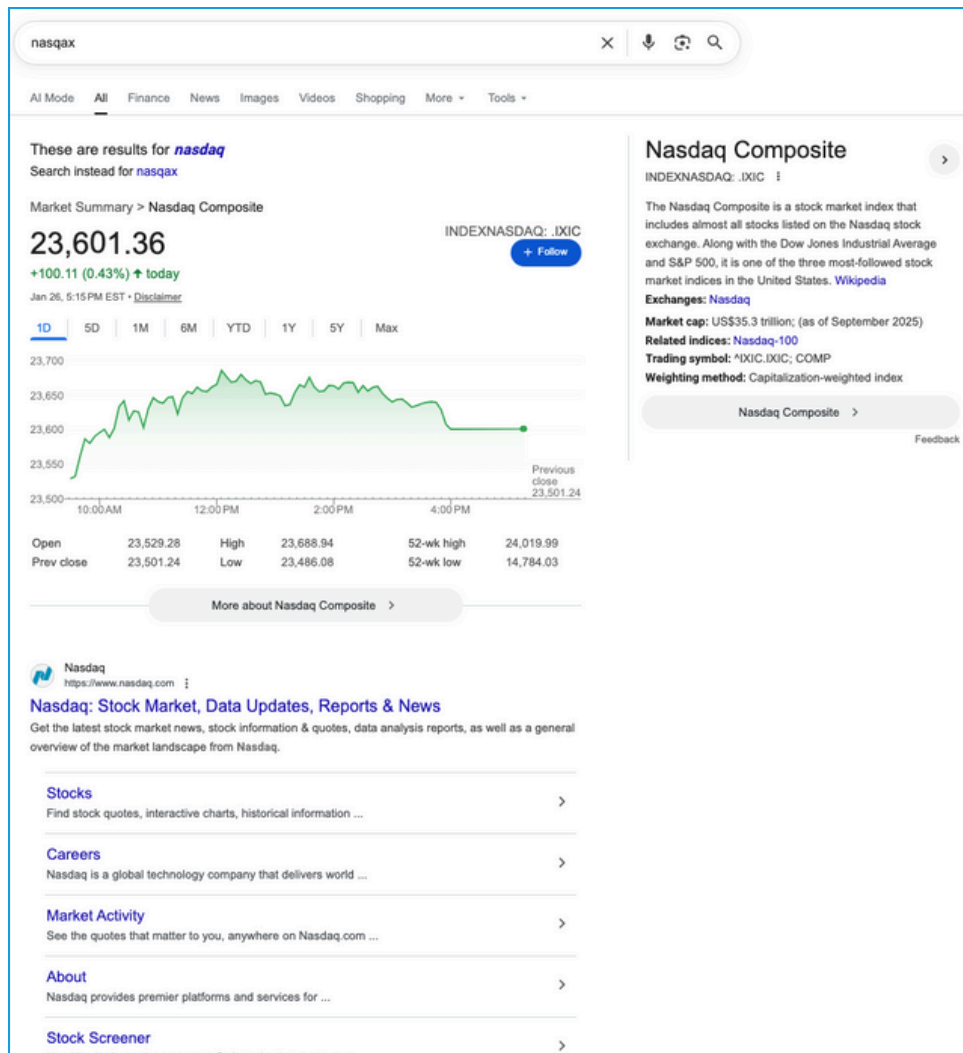 nasqax
AI Mode All Finance News Images Videos Shopping More Tools
These are results for nasdaq
Search instead for nasqax
Market Summary > Nasdaq Composite
23,601.36
INDEXNASDAQ: .IXIC
+ Follow
+100.11 (0.43%) ↑ today
Jan 26, 5:15 PM EST • Disclaimer
1D 5D 1M 6M YTD 1Y 5Y Max
23,700
23,650
23,600
23,550
23,500
Previous
close
23,501.24
10:00 AM 12:00 PM 2:00 PM 4:00 PM
Open 23,529.28 High 23,688.94 52-wk high 24,019.99
Prev close 23,501.24 Low 23,486.08 52-wk low 14,784.03
More about Nasdaq Composite
Nasdaq
https://www.nasdaq.com
Nasdaq: Stock Market, Data Updates, Reports & News
Get the latest stock market news, stock information & quotes, data analysis reports, as well as a general
overview of the market landscape from Nasdaq.
Stocks
Find stock quotes, interactive charts, historical information ...
Careers
Nasdaq is a global technology company that delivers world ...
Market Activity
See the quotes that matter to you, anywhere on Nasdaq.com ...
About
Nasdaq provides premier platforms and services for ...
Stock Screener
Nasdaq Composite
INDEXNASDAQ: .IXIC
The Nasdaq Composite is a stock market index that
includes almost all stocks listed on the Nasdaq stock
exchange. Along with the Dow Jones Industrial Average
and S&P 500, it is one of the three most-followed stock
market indices in the United States. Wikipedia
Exchanges: Nasdaq
Market cap: US$35.3 trillion; (as of September 2025)
Related indices: Nasdaq-100
Trading symbol: ^IXIC.IXIC; COMP
Weighting method: Capitalization-weighted index
Nasdaq Composite
Feedback